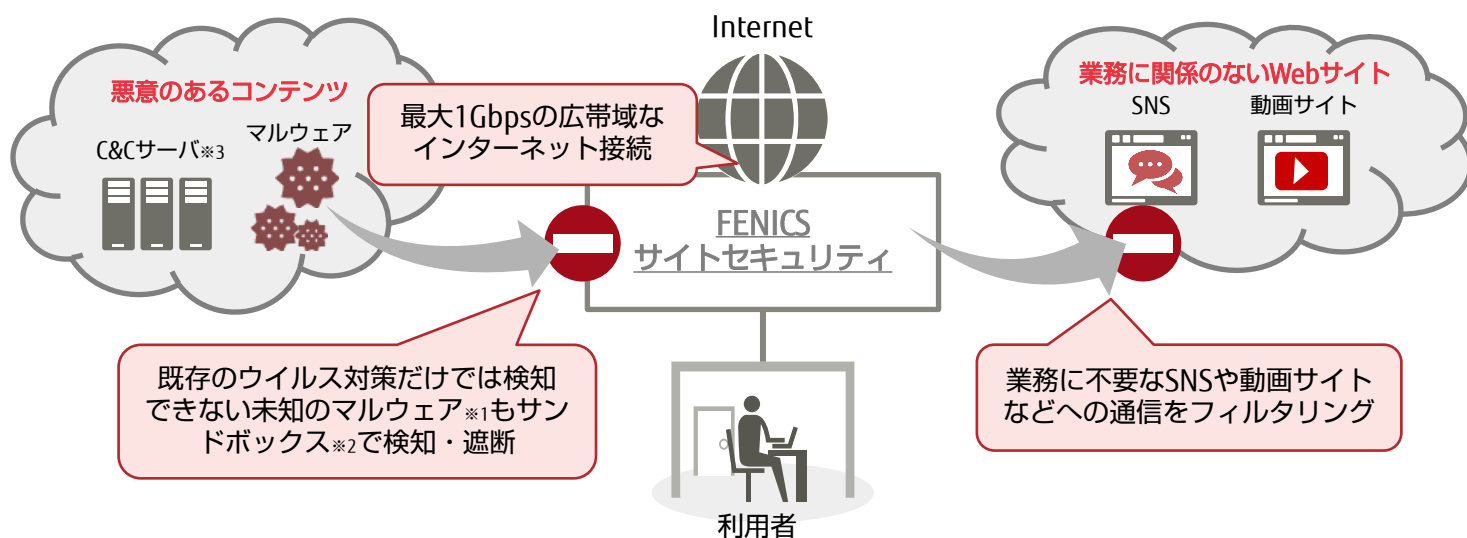 Internet
悪意のあるコンテンツ
C&Cサーバ※3
マルウェア
最大1Gbpsの広帯域な
インターネット接続
業務に関係のないWebサイト
SNS
動画サイト
FENICS
サイトセキュリティ
既存のウイルス対策だけでは検知
できない未知のマルウェア※1もサン
ドボックス※2で検知・遮断
業務に不要なSNSや動画サイト
などへの通信をフィルタリング
利用者